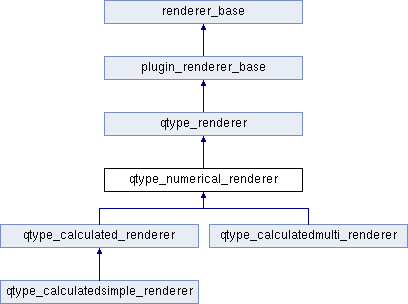 renderer_base
plugin_renderer_base
qtype_renderer
qtype_numerical_renderer
qtype_calculated_renderer
qtype_calculatedmulti_renderer
qtype_calculatedsimple_renderer